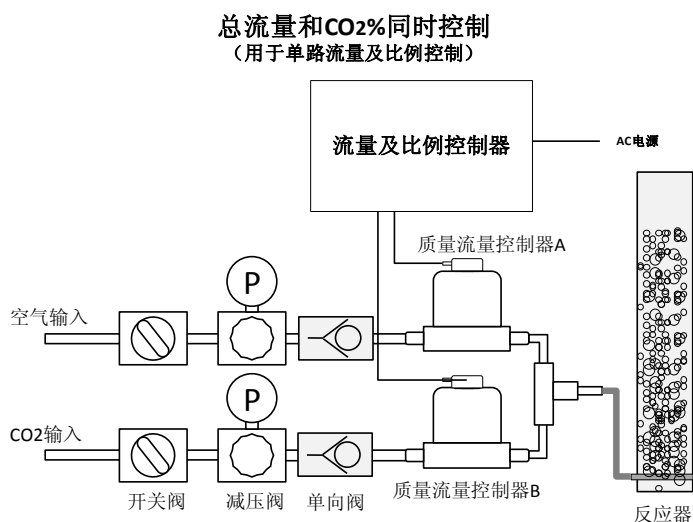 总流量和CO2%同时控制
（用于单路流量及比例控制）
流量及比例控制器
AC电源
质量流量控制器A
P
空气输入
P
CO2输入
开关阀
减压阀
单向阀
质量流量控制器B
反应器